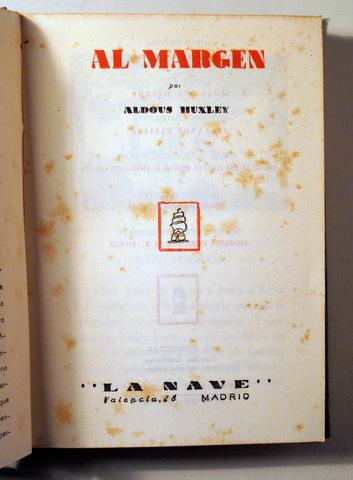 AL MARGEN
por
ALDOUS HUXLEY
"LA NAVE"
Valencia, 28 MADRID